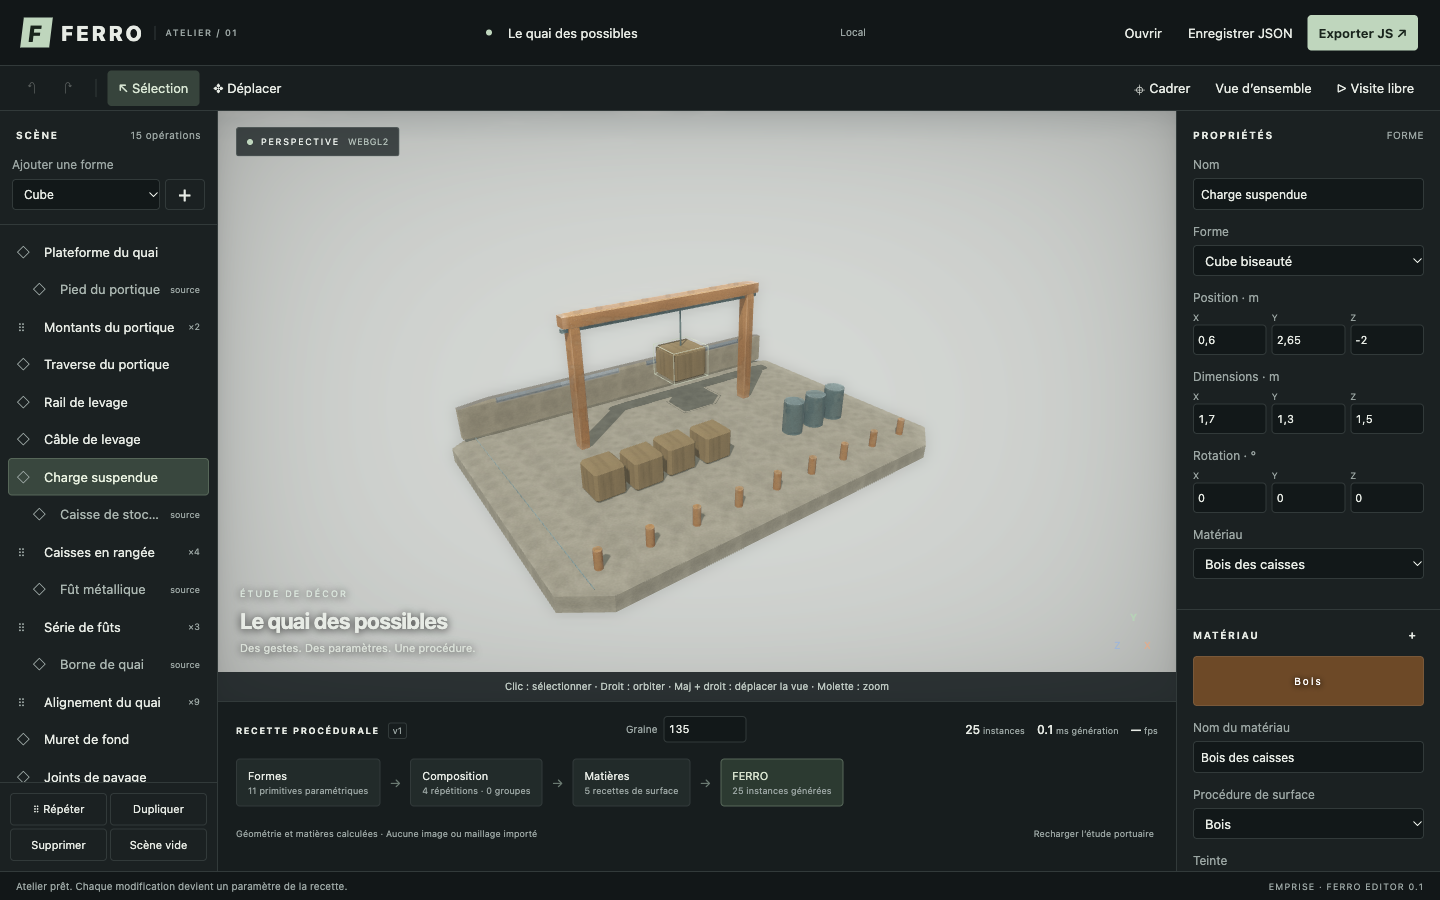 F FERRO ATELIER / 01
Le quai des possibles
Local
Ouvrir Enregistrer JSON Exporter JS ↗
↖ Sélection ✥ Déplacer
Cadrer Vue d’ensemble ▷ Visite libre
SCÈNE 15 opérations
Ajouter une forme
Cube +
Plateforme du quai
Pied du portique source
Montants du portique ×2
Traverse du portique
Rail de levage
Câble de levage
Charge suspendue
Caisse de stoc... source
Caisses en rangée ×4
Fût métallique source
Série de fûts ×3
Borne de quai source
Alignement du quai ×9
Muret de fond
Joints de pavage
⠿ Répéter Dupliquer
Supprimer Scène vide
PERSPECTIVE WEBGL2
ÉTUDE DE DÉCOR
Le quai des possibles
Des gestes. Des paramètres. Une procédure.
Y
Z
Clic : sélectionner · Droit : orbiter · Maj + droit : déplacer la vue · Molette : zoom
RECETTE PROCÉDURALE v1
Graine 135
25 instances 0.1 ms génération — fps
Formes
11 primitives paramétriques
→
Composition
4 répétitions · 0 groupes
→
Matières
5 recettes de surface
→
FERRO
25 instances générées
Géométrie et matières calculées · Aucune image ou maillage importé
Recharger l’étude portuaire
PROPRIÉTÉS FORME
Nom
Charge suspendue
Forme
Cube biseauté
Position · m
X Y Z
0,6 2,65 -2
Dimensions · m
X Y Z
1,7 1,3 1,5
Rotation · °
X Y Z
0 0 0
Matériau
Bois des caisses
MATÉRIAU +
Bois
Nom du matériau
Bois des caisses
Procédure de surface
Bois
Teinte
Atelier prêt. Chaque modification devient un paramètre de la recette.
EMPRISE · FERRO EDITOR 0.1